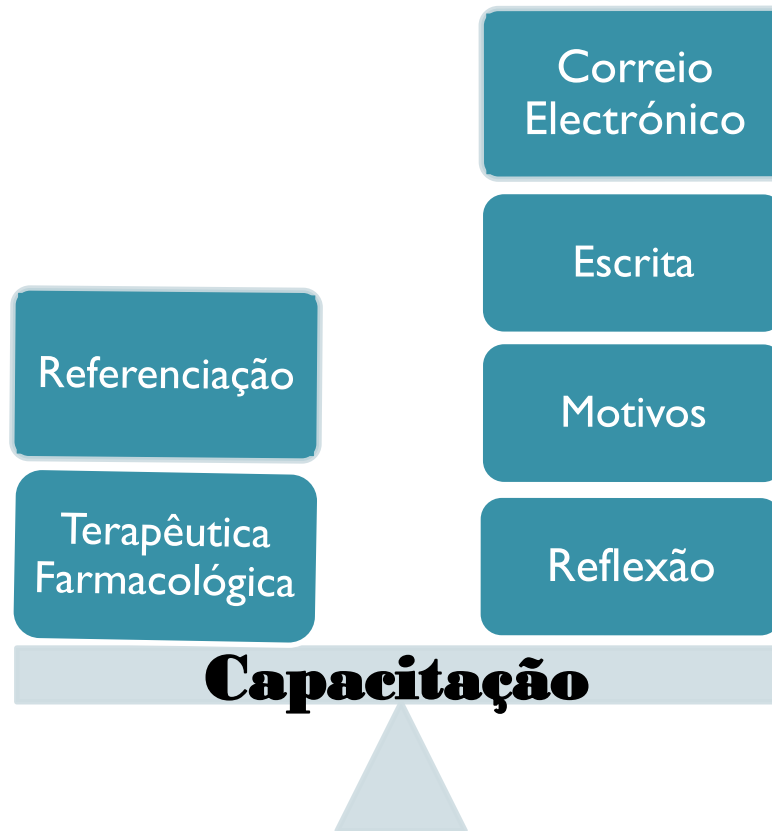 Correio
Electrónico
Escrita
Referenciação
Motivos
Terapêutica
Farmacológica
Reflexão
Capacitação